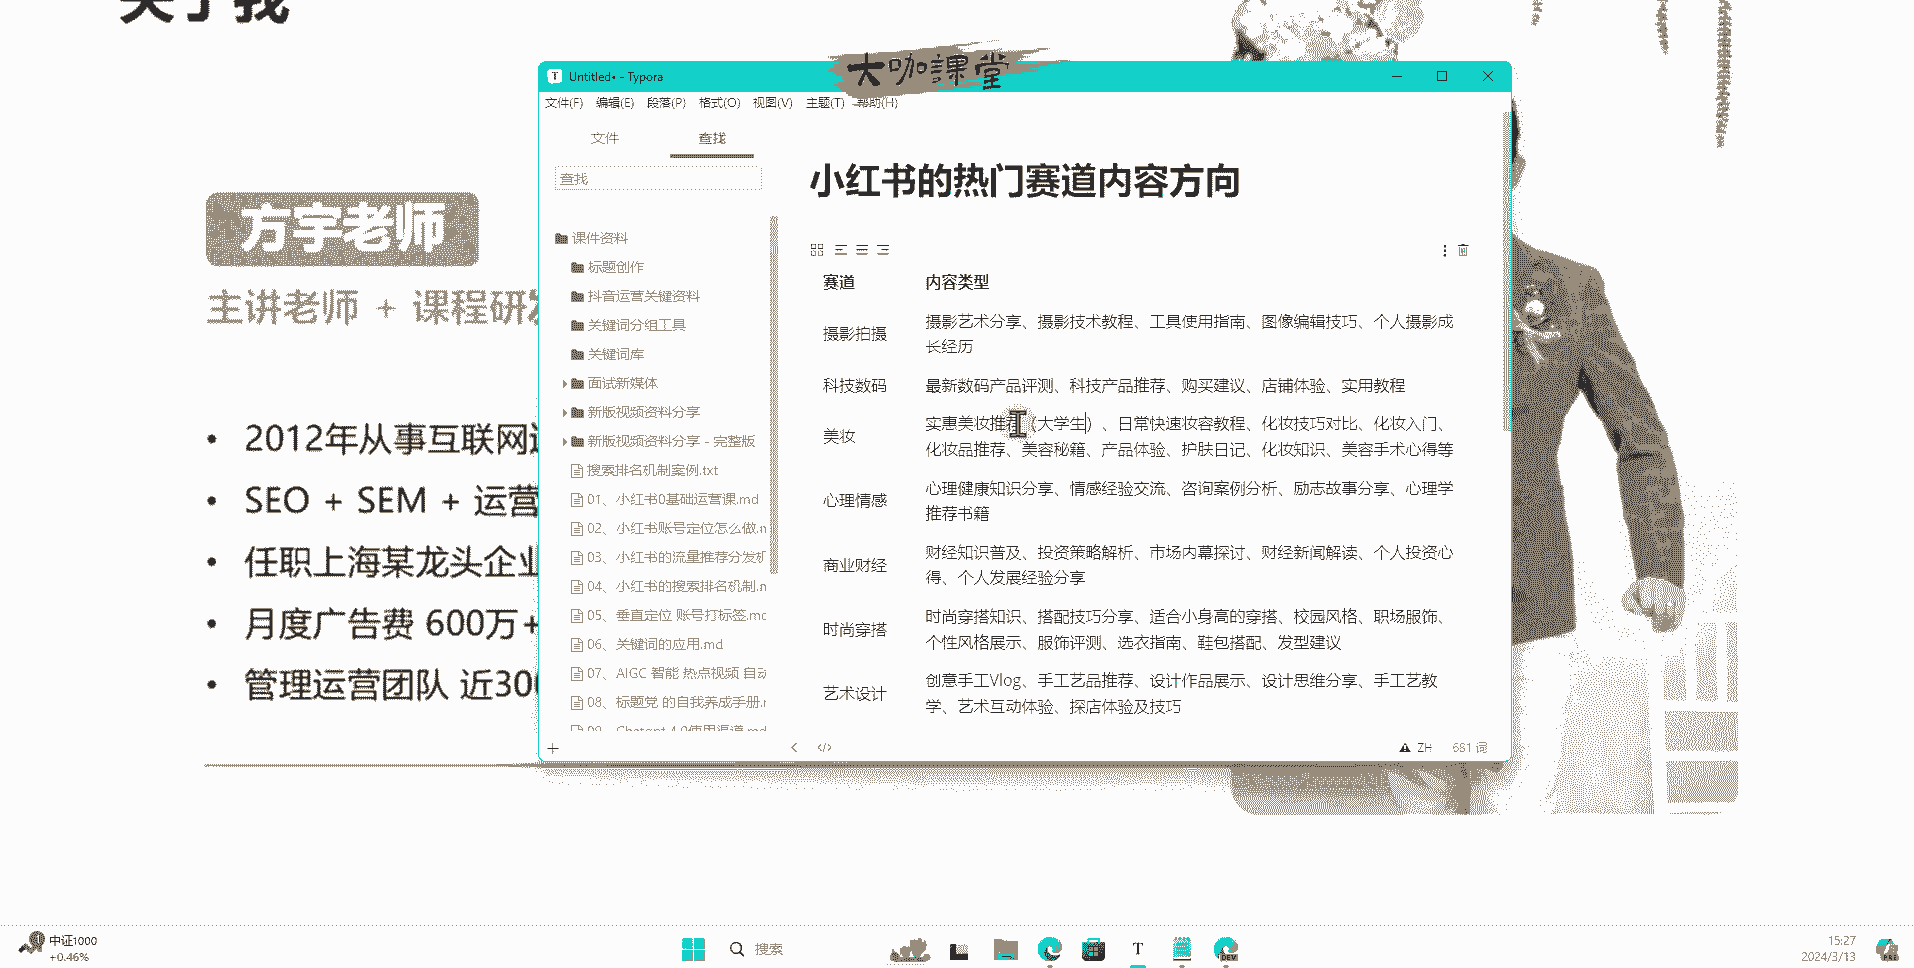 关于我
方宇老师
主讲老师 + 课程研发
2012年从事互联网
SEO + SEM + 运营
任职上海某龙头企业
月度广告费 600万+
管理运营团队 近30
大咖課堂
Untitled• - Typora
文件(F) 编辑(E) 段落(P) 格式(O) 视图(V) 主题(T) 帮助(H)
文件 查找
查找
课件资料
标题创作
抖音运营关键资料
关键词分组工具
关键词库
面试新媒体
新版视频资料分享
新版视频资料分享 - 完整版
搜索排名机制案例.txt
01、小红书0基础运营课.md
02、小红书账号定位怎么做.m
03、小红书的流量推荐分发机
04、小红书的搜索排名机制.m
05、垂直定位 账号打标签.md
06、关键词的应用.md
07、AIGC 智能 热点视频 自动
08、标题党 的自我养成手册.m
09、Chatgpt 4.0使用渠道.md
小红书的热门赛道内容方向
赛道 内容类型
摄影拍摄 摄影艺术分享、摄影技术教程、工具使用指南、图像编辑技巧、个人摄影成
长经历
科技数码 最新数码产品评测、科技产品推荐、购买建议、店铺体验、实用教程
美妆 实惠美妆推荐(大学生)、日常快速妆容教程、化妆技巧对比、化妆入门、
化妆品推荐、美容秘籍、产品体验、护肤日记、化妆知识、美容手术心得等
心理情感 心理健康知识分享、情感经验交流、咨询案例分析、励志故事分享、心理学
推荐书籍
商业财经 财经知识普及、投资策略解析、市场内幕探讨、财经新闻解读、个人投资心
得、个人发展经验分享
时尚穿搭 时尚穿搭知识、搭配技巧分享、适合小身高的穿搭、校园风格、职场服饰、
个性风格展示、服饰评测、选衣指南、鞋包搭配、发型建议
艺术设计 创意手工Vlog、手工艺品推荐、设计作品展示、设计思维分享、手工艺教
学、艺术互动体验、探店体验及技巧
ZH 661 词
中证1000
+0.46%
搜索
T
DEV
15:27
2024/3/13
PRE